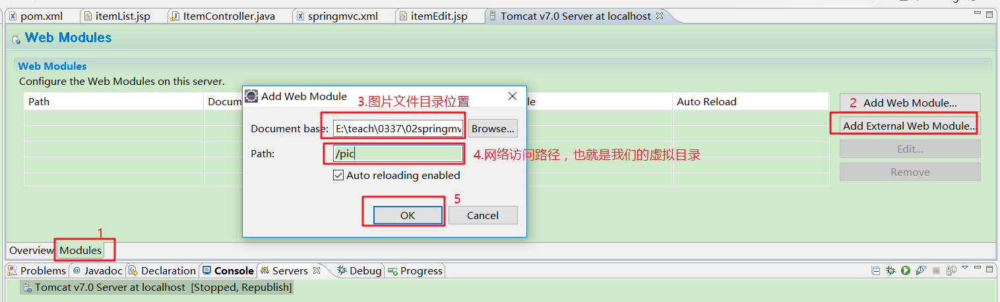 pom.xml itemList.jsp ItemController.java springmvc.xml itemEdit.jsp Tomcat v7.0 Server at localhost
Web Modules
Web Modules
Configure the Web Modules on this server.
Path Docum le Auto Reload
Add Web Module
3.图片文件目录位置
Document base: E:\teach\0337\02springmv Browse...
Path: /pic
4.网络访问路径，也就是我们的虚拟目录
Auto reloading enabled
5
OK Cancel
2 Add Web Module...
Add External Web Module...
Edit...
Remove
1
Overview Modules
Problems @ Javadoc Declaration Console Servers Debug Progress
Tomcat v7.0 Server at localhost [Stopped, Republish]